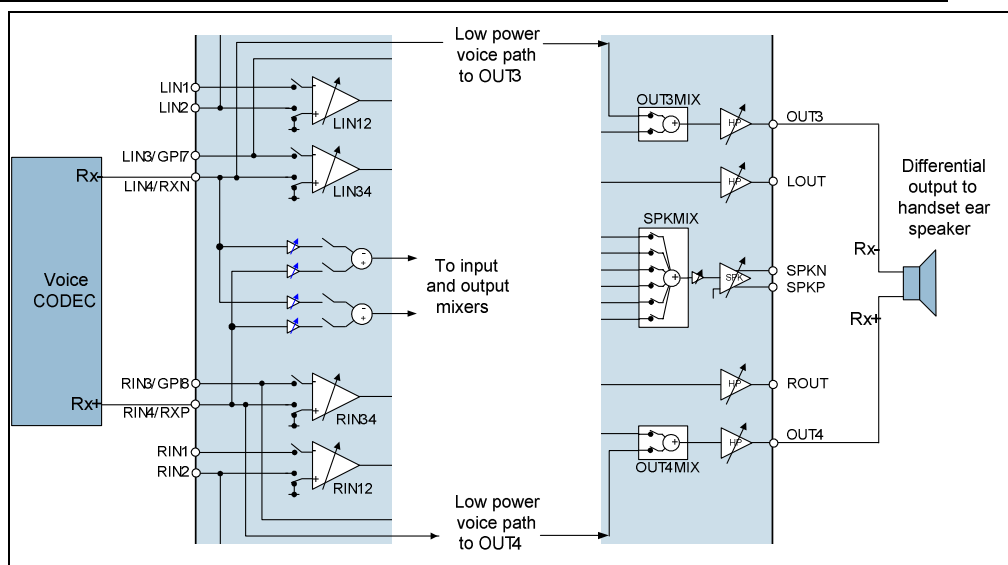 Low power
voice path
to OUT3
LIN1
LIN2
LIN12
LIN3/GPI7
Rx-
LIN4/RXN
LIN34
Voice
CODEC
To input
and output
mixers
RIN3/GPI8
Rx+
RIN4/RXP
RIN34
RIN1
RIN2
RIN12
Low power
voice path
to OUT4
OUT3MIX
HP
OUT3
HP
LOUT
SPKMIX
SPK
SPKN
SPKP
HP
ROUT
HP
OUT4
OUT4MIX
Differential
output to
handset ear
speaker
Rx-
Rx+